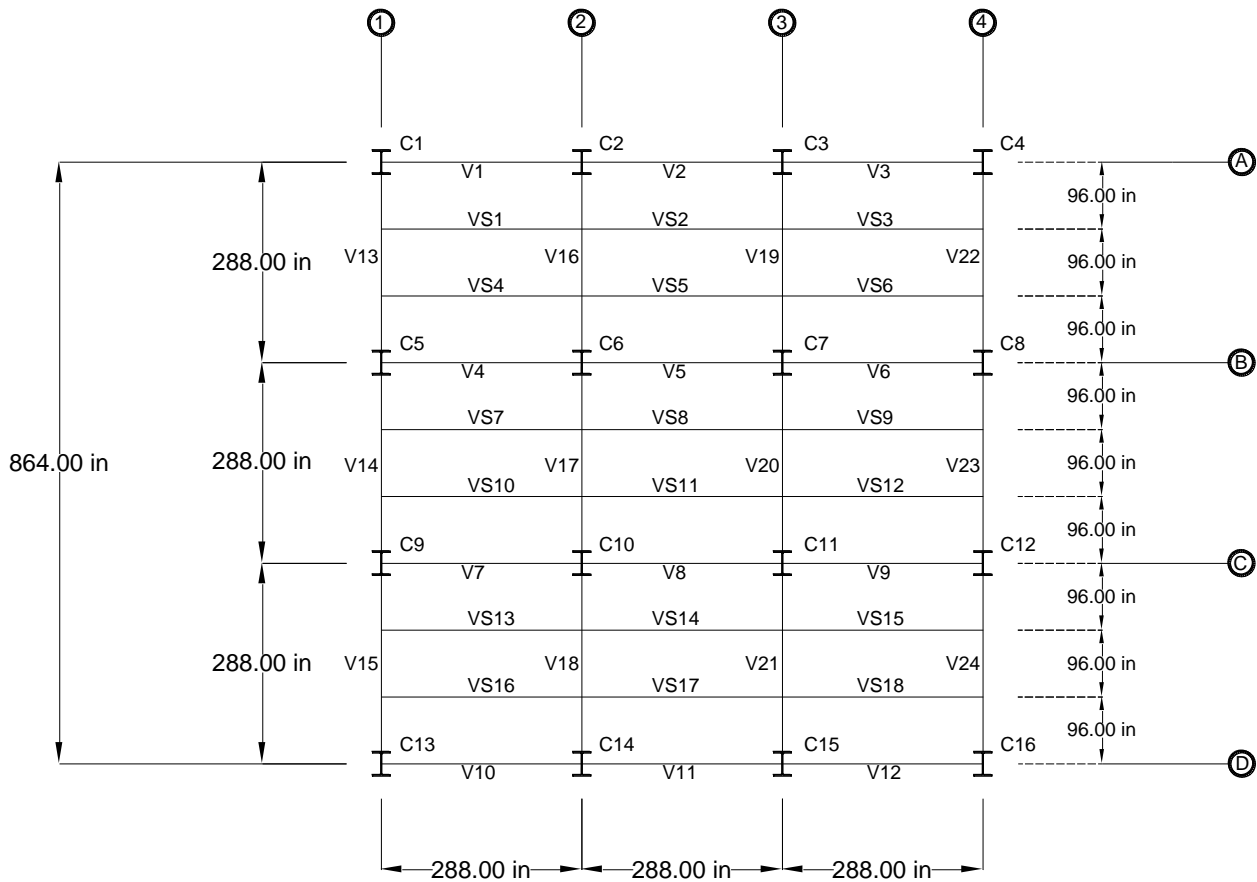 1 2 3 4
C1 C2 C3 C4
A
V1 V2 V3
96.00 in
VS1 VS2 VS3
288.00 in V13 V16 V19 V22 96.00 in
VS4 VS5 VS6
96.00 in
C5 C6 C7 C8
B
V4 V5 V6
96.00 in
VS7 VS8 VS9
864.00 in 288.00 in V14 V17 V20 V23 96.00 in
VS10 VS11 VS12
96.00 in
C9 C10 C11 C12
C
V7 V8 V9
96.00 in
VS13 VS14 VS15
288.00 in V15 V18 V21 V24 96.00 in
VS16 VS17 VS18
96.00 in
C13 C14 C15 C16
D
V10 V11 V12
288.00 in 288.00 in 288.00 in